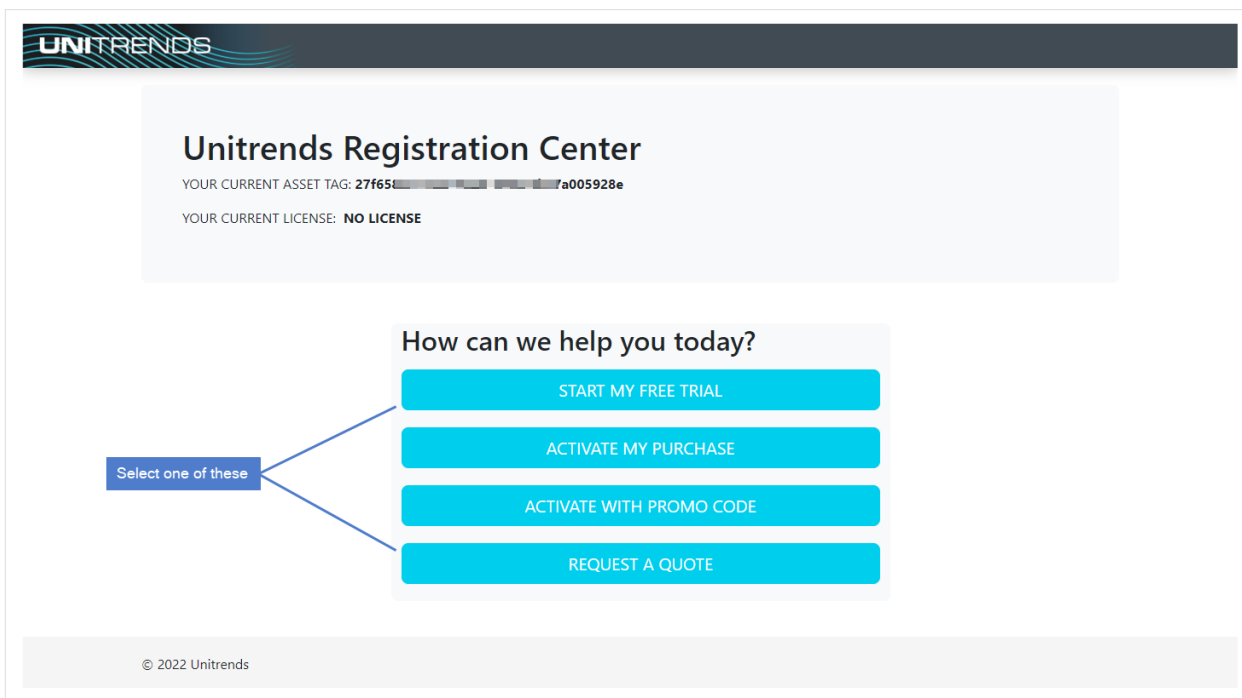 UNITRENDS
Unitrends Registration Center
YOUR CURRENT ASSET TAG: 27f65 a005928e
YOUR CURRENT LICENSE: NO LICENSE
How can we help you today?
START MY FREE TRIAL
ACTIVATE MY PURCHASE
Select one of these
ACTIVATE WITH PROMO CODE
REQUEST A QUOTE
© 2022 Unitrends